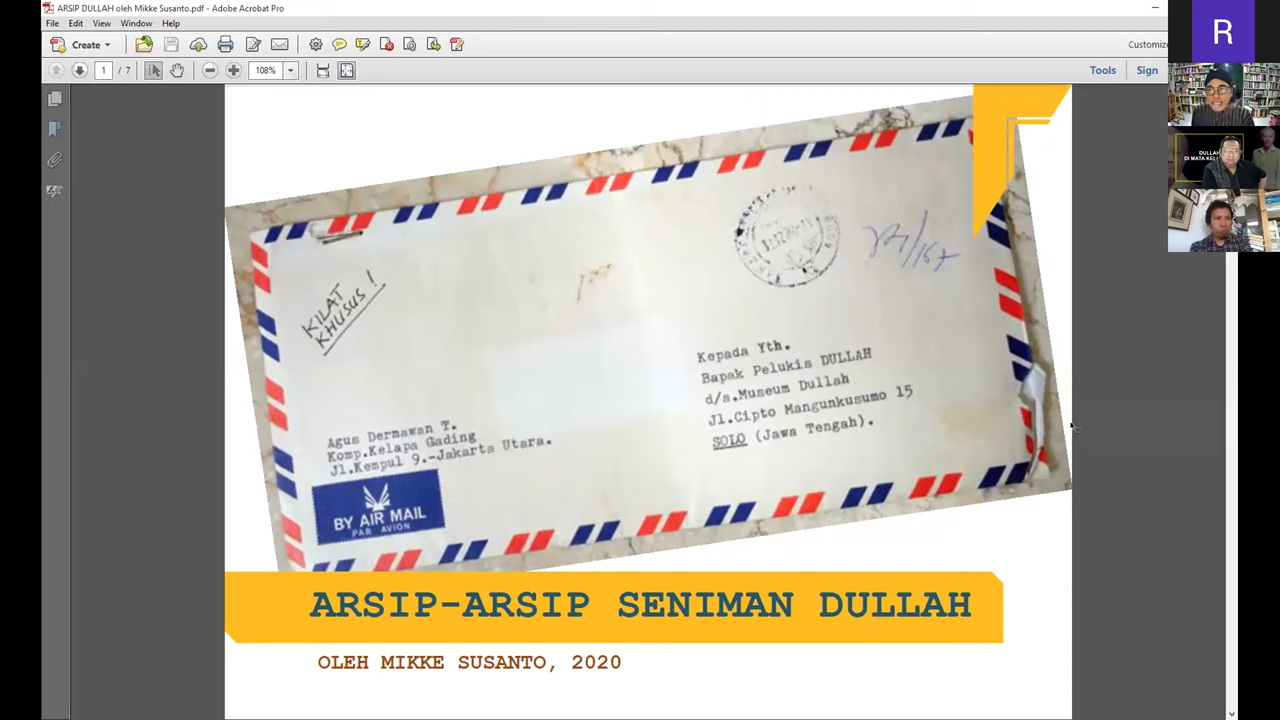 ARSIP DULLAH oleh Mikke Susanto.pdf - Adobe Acrobat Pro
File Edit View Window Help
Create
Customize
1 / 7
108%
Tools
Sign
R
DULLAH
DI MATA
KILAT
KHUSUS !
Kepada Yth.
Bapak Pelukis DULLAH
d/a.Museum Dullah
Jl.Cipto Mangunkusumo 15
SOLO (Jawa Tengah).
Agus Dermawan T.
Komp.Kelapa Gading
Jl.Kempul 9.-Jakarta Utara.
BY AIR MAIL
PAR AVION
ARSIP-ARSIP SENIMAN DULLAH
OLEH MIKKE SUSANTO, 2020